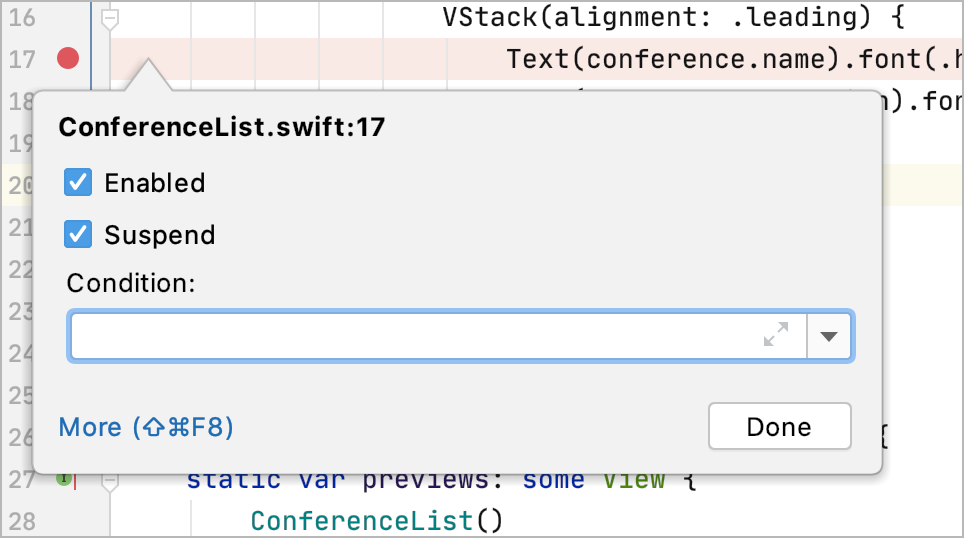 16 VStack(alignment: .leading) {
17 Text(conference.name).font(.h
18 ).fon
ConferenceList.swift:17
19
Enabled
20
21 Suspend
22
Condition:
23
24
25
26 More (⇧⌘F8) Done {
27 static var previews: some View {
28 ConferenceList()